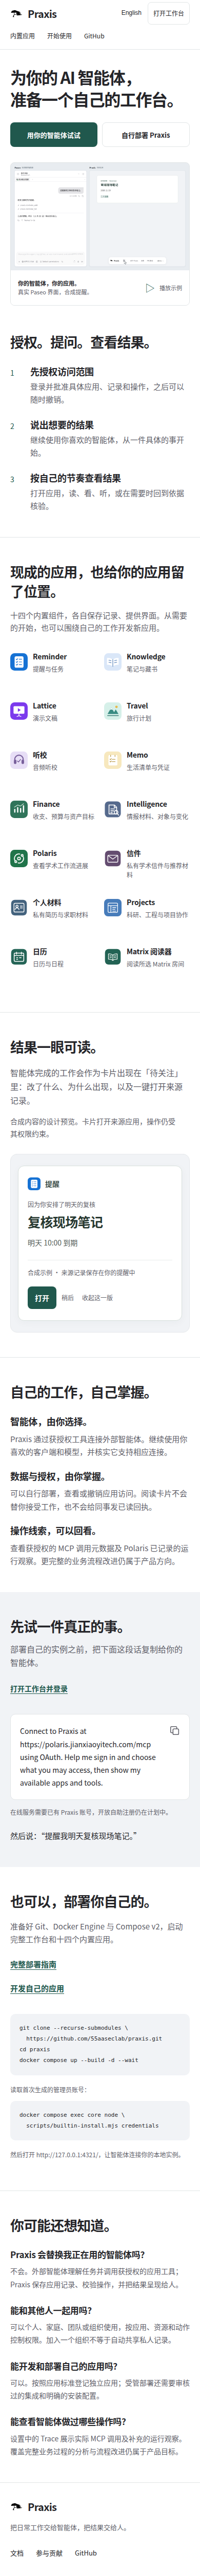 Praxis
English
打开工作台
内置应用
开始使用
GitHub
为你的 AI 智能体，
准备一个自己的工作台。
用你的智能体试试
自行部署 Praxis
你的智能体，你的应用。
真实 Paseo 界面，合成提醒。
播放示例
授权。提问。查看结果。
1
先授权访问范围
登录并批准具体应用、记录和操作，之后可以
随时撤销。
2
说出想要的结果
继续使用你喜欢的智能体，从一件具体的事开
始。
3
按自己的节奏查看结果
打开应用，读、看、听，或在需要时回到依据
核验。
现成的应用，也给你的应用留
了位置。
十四个内置组件，各自保存记录、提供界面。从需要
的开始，也可以围绕自己的工作开发新应用。
Reminder
提醒与任务
Knowledge
笔记与藏书
Lattice
演示文稿
Travel
旅行计划
听校
音频听校
Memo
生活清单与凭证
Finance
收支、预算与资产目标
Intelligence
情报材料、对象与变化
Polaris
查看学术工作流进展
信件
私有学术信件与推荐材
料
个人材料
私有简历与求职材料
Projects
科研、工程与项目协作
日历
日历与日程
Matrix 阅读器
阅读所选 Matrix 房间
结果一眼可读。
智能体完成的工作会作为卡片出现在「待关注」
里：改了什么、为什么出现，以及一键打开来源
记录。
合成内容的设计预览。卡片打开来源应用，操作仍受
其权限约束。
提醒
因为你安排了明天的复核
复核现场笔记
明天 10:00 到期
合成示例 · 来源记录保存在你的提醒中
打开
稍后
收起这一版
自己的工作，自己掌握。
智能体，由你选择。
Praxis 通过获授权工具连接外部智能体。继续使用你
喜欢的客户端和模型，并核实它支持相应连接。
数据与授权，由你掌握。
可以自行部署，查看或撤销应用访问。阅读卡片不会
替你接受工作，也不会给同事发已读回执。
操作线索，可以回看。
查看获授权的 MCP 调用元数据及 Polaris 已记录的运
行观察。更完整的业务流程改进仍属于产品方向。
先试一件真正的事。
部署自己的实例之前，把下面这段话复制给你的
智能体。
打开工作台并登录
Connect to Praxis at
https://polaris.jianxiaoyitech.com/mcp
using OAuth. Help me sign in and choose
what you may access, then show my
available apps and tools.
在线服务需要已有 Praxis 账号，开放自助注册仍在计划中。
然后说：“提醒我明天复核现场笔记。”
也可以，部署你自己的。
准备好 Git、Docker Engine 与 Compose v2，启动
完整工作台和十四个内置应用。
完整部署指南
开发自己的应用
git clone --recurse-submodules \
https://github.com/55aaseclab/praxis.git
cd praxis
docker compose up --build -d --wait
读取首次生成的管理员账号：
docker compose exec core node \
scripts/builtin-install.mjs credentials
然后打开 http://127.0.0.1:4321/，让智能体连接你的本地实例。
你可能还想知道。
Praxis 会替换我正在用的智能体吗？
不会。外部智能体理解任务并调用获授权的应用工具；
Praxis 保存应用记录、校验操作，并把结果呈现给人。
能和其他人一起用吗？
可以有个人、家庭、团队或组织使用，按应用、资源和动作
控制权限。加入一个组织不等于自动共享私人记录。
能开发和部署自己的应用吗？
可以。按照应用标准登记独立应用；受管部署还需要审核
过的集成和明确的安装配置。
能查看智能体做过哪些操作吗？
设置中的 Trace 展示实际 MCP 调用及补充的运行观察。
覆盖完整业务过程的分析与流程改进仍属于产品目标。
Praxis
把日常工作交给智能体，把结果交给人。
文档
参与贡献
GitHub